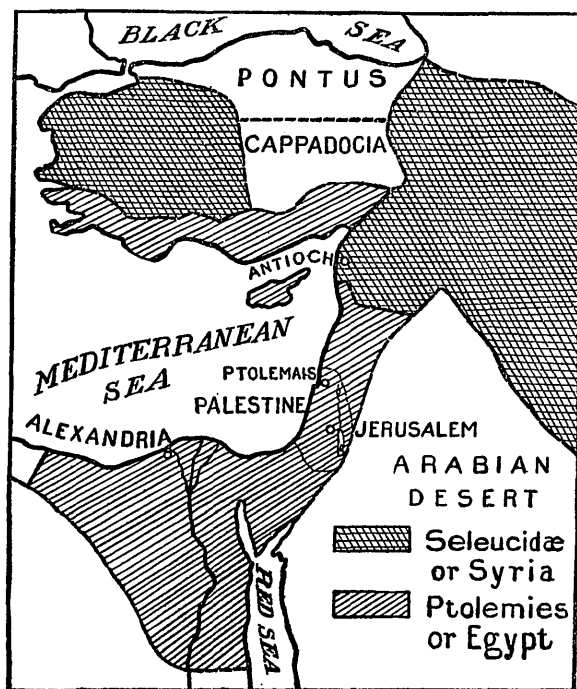 BLACK SEA
PONTUS
CAPPADOCIA
ANTIOCH
MEDITERRANEAN
SEA
PTOLEMAIS
PALESTINE
ALEXANDRIA
JERUSALEM
ARABIAN
DESERT
Seleucidæ
or Syria
RED SEA
Ptolemies
or Egypt